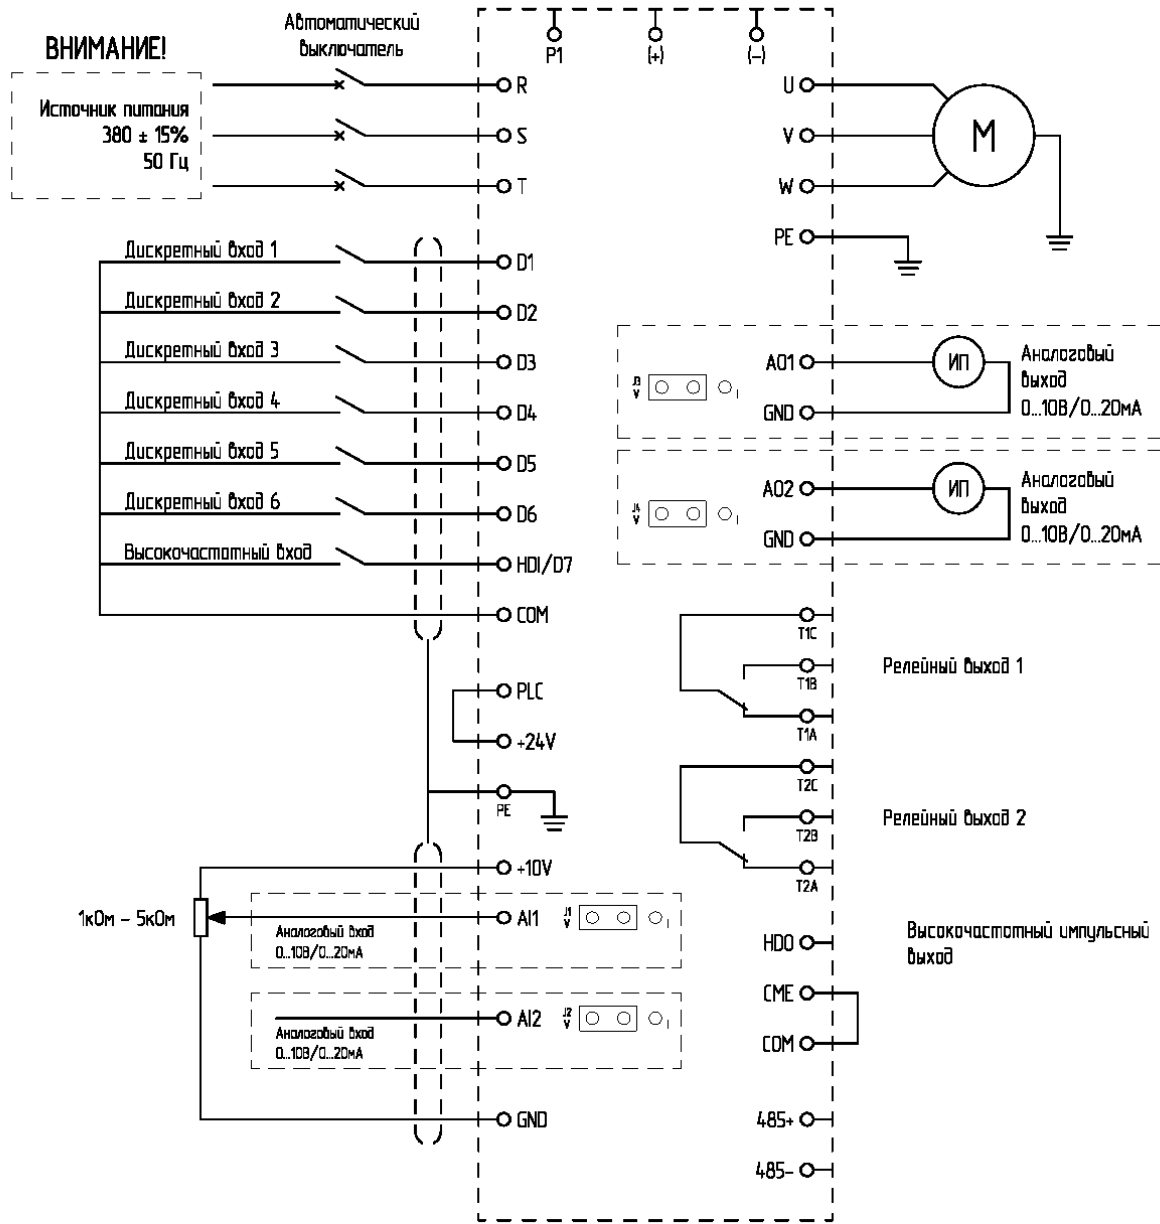 ВНИМАНИЕ!
Источник питания
380 ± 15%
50 Гц
Автоматический
выключатель
P1
(+)
(-)
R
S
T
U
V
W
PE
M
Дискретный вход 1
D1
Дискретный вход 2
D2
Дискретный вход 3
D3
Дискретный вход 4
D4
Дискретный вход 5
D5
Дискретный вход 6
D6
Высокочастотный вход
HDI/D7
COM
PLC
+24V
PE
+10V
1кОм - 5кОм
AI1
J1
V
I
Аналоговый вход
0...10В/0...20мА
AI2
J2
V
I
Аналоговый вход
0...10В/0...20мА
GND
J3
V
I
AO1
GND
ИП
Аналоговый
выход
0...10В/0...20мА
J4
V
I
AO2
GND
ИП
Аналоговый
выход
0...10В/0...20мА
T1C
T1B
T1A
Релейный выход 1
T2C
T2B
T2A
Релейный выход 2
HDO
CME
COM
Высокочастотный импульсный
выход
485+
485-